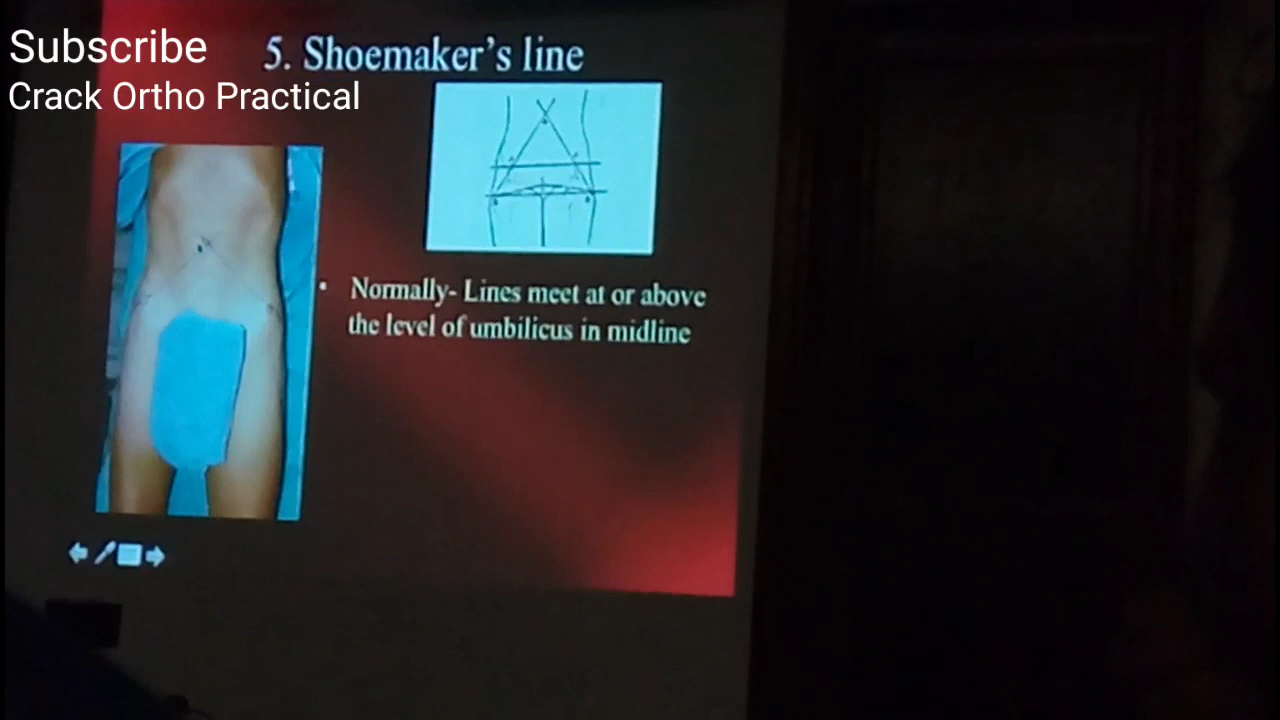 Subscribe
Crack Ortho Practical
5. Shoemaker's line
• Normally- Lines meet at or above
the level of umbilicus in midline